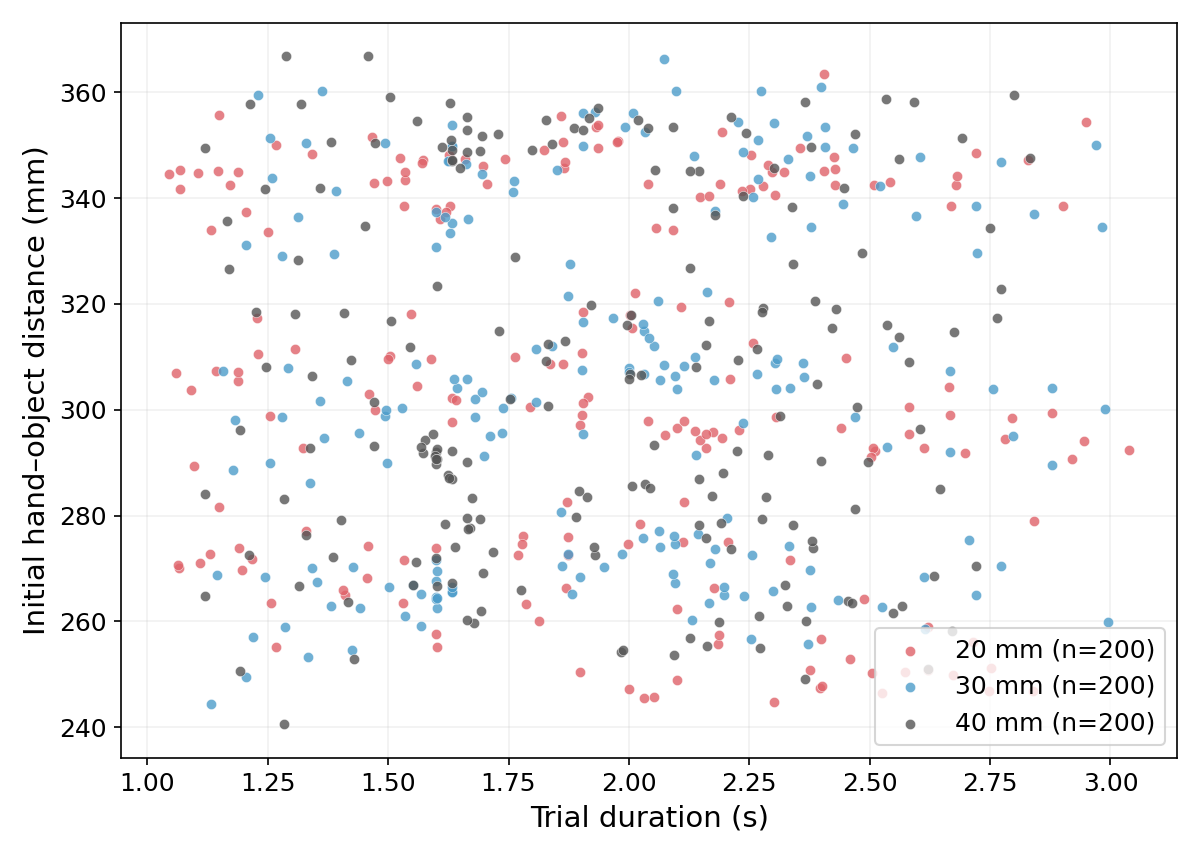 360
340
320
300
280
260
240
Initial hand–object distance (mm)
20 mm (n=200)
30 mm (n=200)
40 mm (n=200)
1.00 1.25 1.50 1.75 2.00 2.25 2.50 2.75 3.00
Trial duration (s)